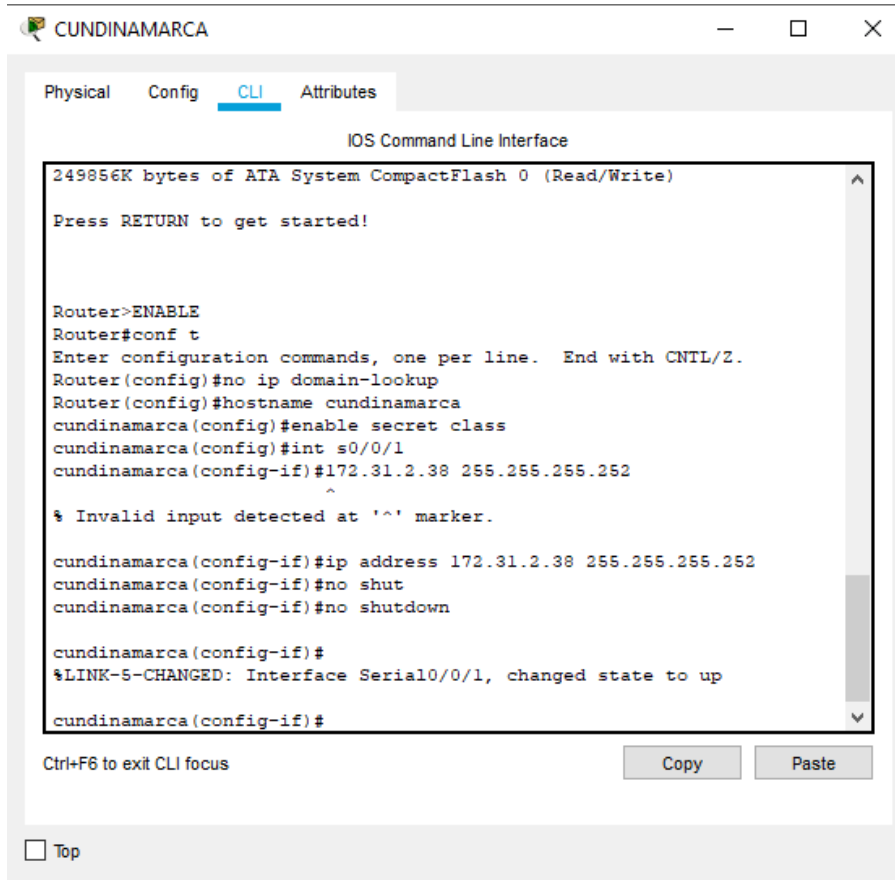 CUNDINAMARCA
Physical Config CLI Attributes
IOS Command Line Interface
249856K bytes of ATA System CompactFlash 0 (Read/Write)
Press RETURN to get started!
Router>ENABLE
Router#conf t
Enter configuration commands, one per line.  End with CNTL/Z.
Router(config)#no ip domain-lookup
Router(config)#hostname cundinamarca
cundinamarca(config)#enable secret class
cundinamarca(config)#int s0/0/1
cundinamarca(config-if)#172.31.2.38 255.255.255.252
^
% Invalid input detected at '^' marker.
cundinamarca(config-if)#ip address 172.31.2.38 255.255.255.252
cundinamarca(config-if)#no shut
cundinamarca(config-if)#no shutdown
cundinamarca(config-if)#
%LINK-5-CHANGED: Interface Serial0/0/1, changed state to up
cundinamarca(config-if)#
Ctrl+F6 to exit CLI focus Copy Paste
Top